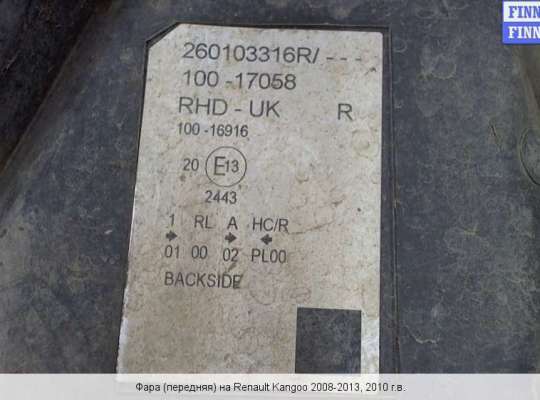 FINN
FINN
260103316R/ - - -
100 -17058
RHD - UK R
100 -16916
20 E13
2443
1 RL A HC/R
01 00 02 PL00
BACKSIDE
Фара (передняя) на Renault Kangoo 2008-2013, 2010 г.в.